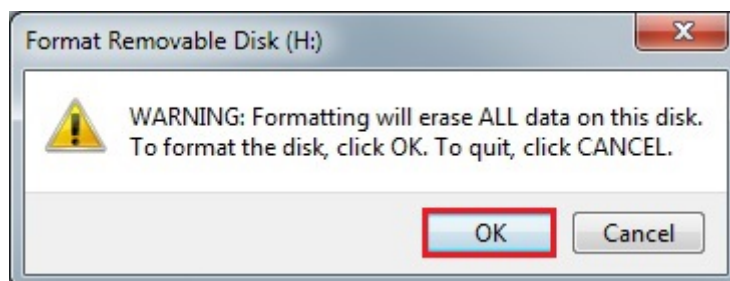 Format Removable Disk (H:)
WARNING: Formatting will erase ALL data on this disk.
To format the disk, click OK. To quit, click CANCEL.
OK Cancel